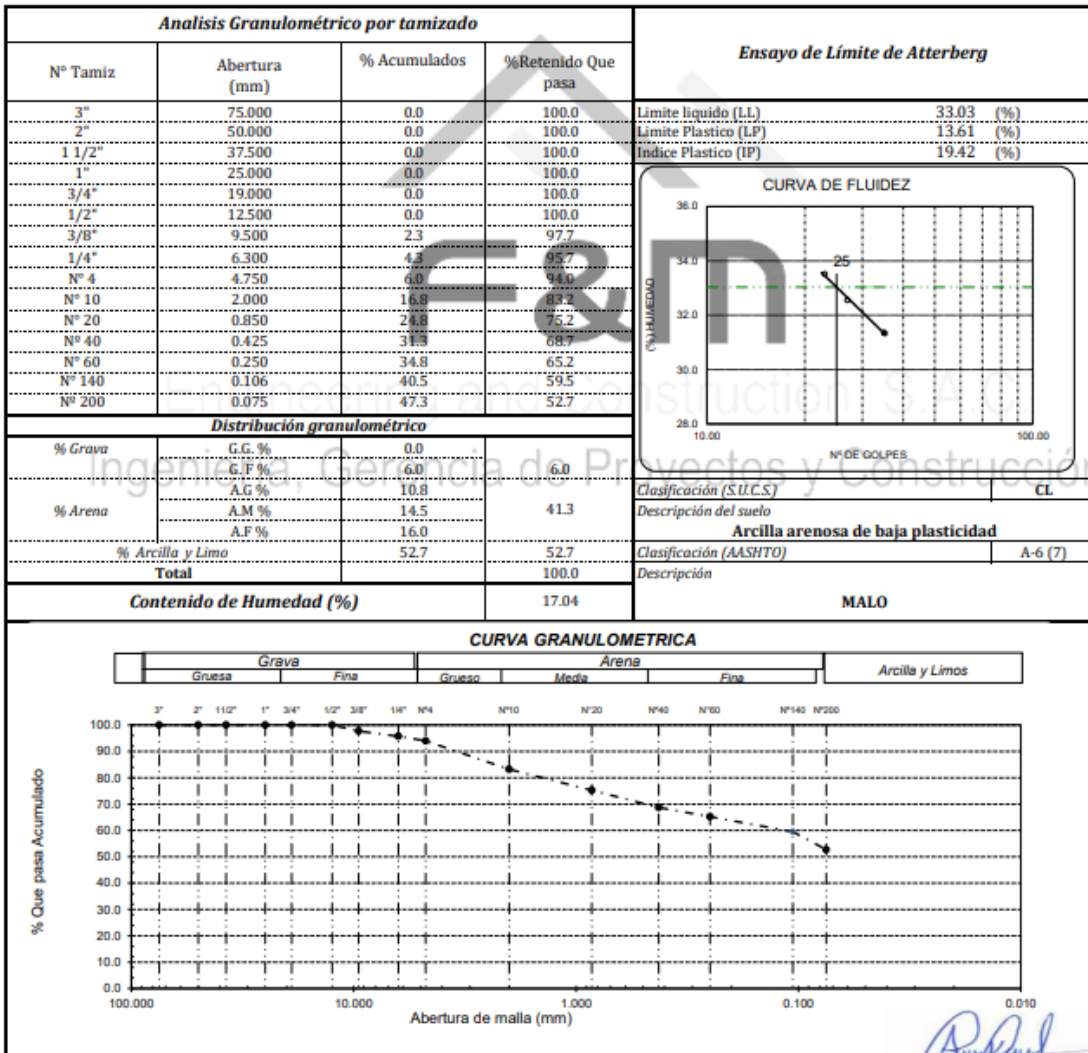 Analisis Granulométrico por tamizado
N° Tamiz Abertura (mm) % Acumulados %Retenido Que pasa
3" 75.000 0.0 100.0
2" 50.000 0.0 100.0
1 1/2" 37.500 0.0 100.0
1" 25.000 0.0 100.0
3/4" 19.000 0.0 100.0
1/2" 12.500 0.0 100.0
3/8" 9.500 2.3 97.7
1/4" 6.300 4.3 95.7
N° 4 4.750 6.0 94.0
N° 10 2.000 16.8 83.2
N° 20 0.850 24.8 75.2
Nº 40 0.425 31.3 68.7
N° 60 0.250 34.8 65.2
N° 140 0.106 40.5 59.5
Nº 200 0.075 47.3 52.7
Distribución granulométrico
% Grava G.G. % 0.0
G. F % 6.0 6.0
% Arena A.G % 10.8
A.M % 14.5 41.3
A.F % 16.0
% Arcilla y Limo 52.7 52.7
Total 100.0
Contenido de Humedad (%) 17.04
Ensayo de Límite de Atterberg
Limite liquido (LL) 33.03 (%)
Limite Plastico (LP) 13.61 (%)
Indice Plastico (IP) 19.42 (%)
CURVA DE FLUIDEZ
36.0
34.0
32.0
30.0
28.0
25
(%) HUMEDAD
10.00 100.00
Nº DE GOLPES
Clasificación (S.U.C.S.) CL
Descripción del suelo
Arcilla arenosa de baja plasticidad
Clasificación (AASHTO) A-6 (7)
Descripción
MALO
F&M
Engineering and Construction S.A.C.
Ingeniería, Gerencia de Proyectos y Construcción
CURVA GRANULOMETRICA
Grava Arena Arcilla y Limos
Gruesa Fina Grueso Media Fina
3" 2" 11/2" 1" 3/4" 1/2" 3/8" 1/4" N°4 N°10 N°20 N°40 N°60 N°140 N°200
100.0
90.0
80.0
70.0
60.0
50.0
40.0
30.0
20.0
10.0
0.0
% Que pasa Acumulado
100.000 10.000 1.000 0.100 0.010
Abertura de malla (mm)